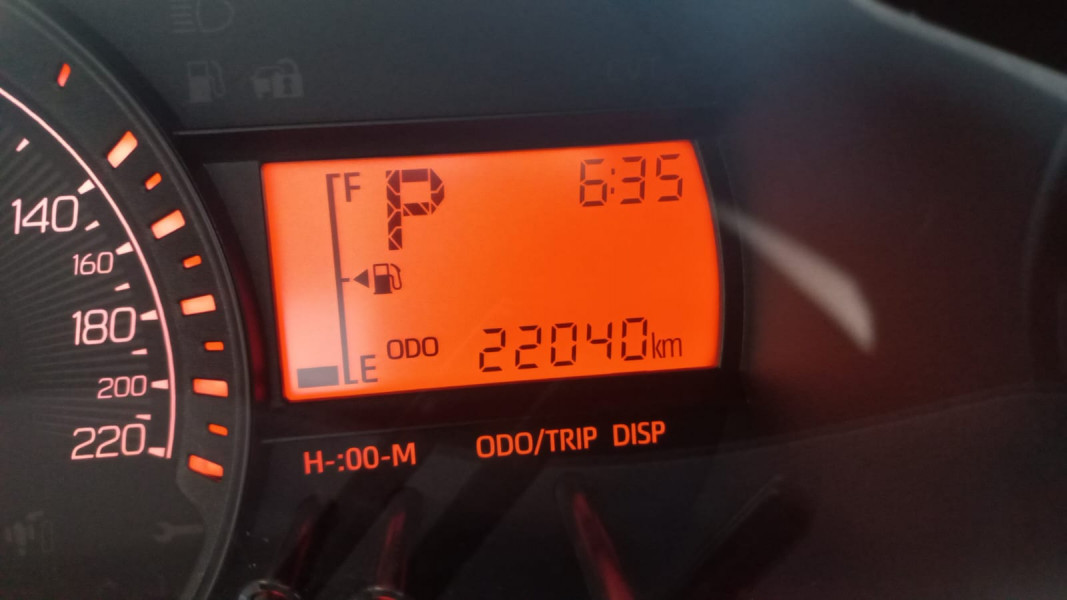 140
160
180
200
220
F
P
6:35
E
ODO
22040km
H-:00-M
ODO/TRIP DISP